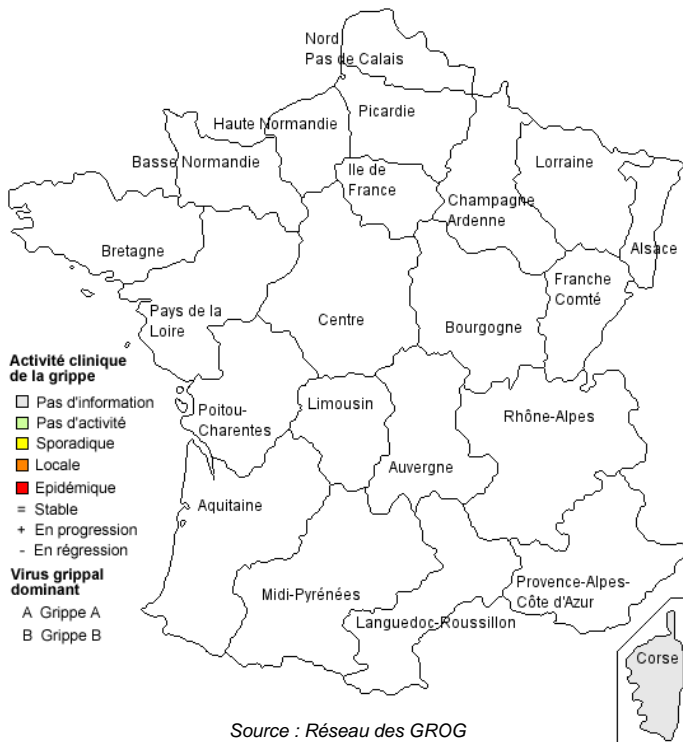 Nord
Pas de Calais
Haute Normandie
Picardie
Basse Normandie
Ile de
France
Lorraine
Champagne
Ardenne
Alsace
Bretagne
Franche
Comté
Pays de la
Loire
Centre
Bourgogne
Activité clinique
de la grippe
Pas d'information
Pas d'activité
Sporadique
Locale
Epidémique
= Stable
+ En progression
- En régression
Virus grippal
dominant
A Grippe A
B Grippe B
Poitou-
Charentes
Limousin
Rhône-Alpes
Auvergne
Aquitaine
Midi-Pyrénées
Provence-Alpes-
Côte d'Azur
Languedoc-Roussillon
Corse
Source : Réseau des GROG